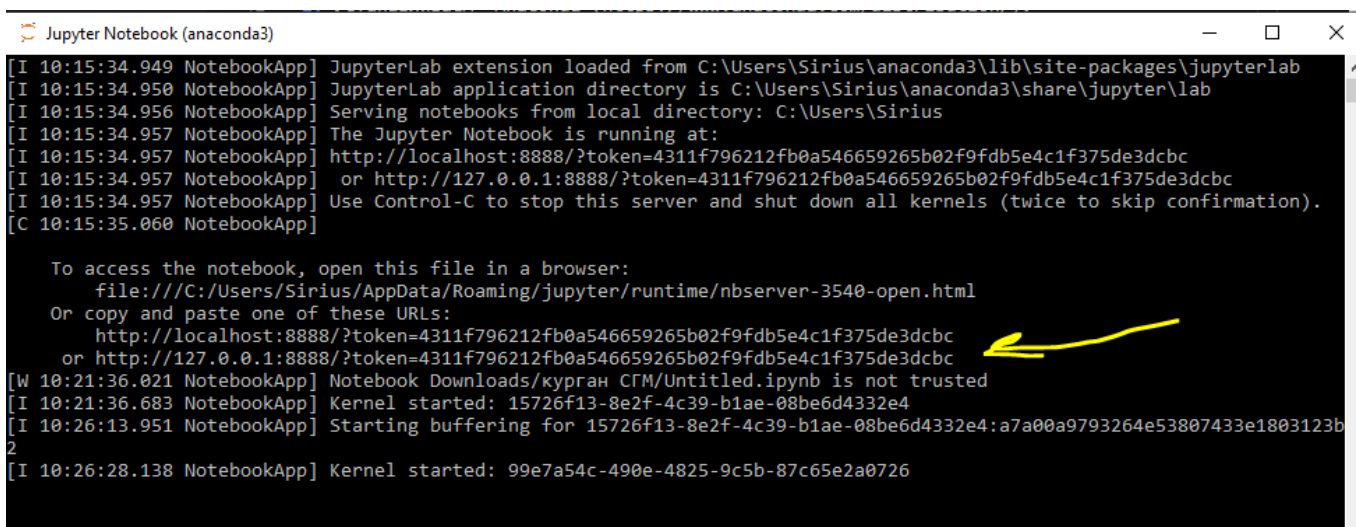 Jupyter Notebook (anaconda3)
[I 10:15:34.949 NotebookApp] JupyterLab extension loaded from C:\Users\Sirius\anaconda3\lib\site-packages\jupyterlab
[I 10:15:34.950 NotebookApp] JupyterLab application directory is C:\Users\Sirius\anaconda3\share\jupyter\lab
[I 10:15:34.956 NotebookApp] Serving notebooks from local directory: C:\Users\Sirius
[I 10:15:34.957 NotebookApp] The Jupyter Notebook is running at:
[I 10:15:34.957 NotebookApp] http://localhost:8888/?token=4311f796212fb0a546659265b02f9fdb5e4c1f375de3dcbc
[I 10:15:34.957 NotebookApp]  or http://127.0.0.1:8888/?token=4311f796212fb0a546659265b02f9fdb5e4c1f375de3dcbc
[I 10:15:34.957 NotebookApp] Use Control-C to stop this server and shut down all kernels (twice to skip confirmation).
[C 10:15:35.060 NotebookApp]
To access the notebook, open this file in a browser:
file:///C:/Users/Sirius/AppData/Roaming/jupyter/runtime/nbserver-3540-open.html
Or copy and paste one of these URLs:
http://localhost:8888/?token=4311f796212fb0a546659265b02f9fdb5e4c1f375de3dcbc
or http://127.0.0.1:8888/?token=4311f796212fb0a546659265b02f9fdb5e4c1f375de3dcbc
[W 10:21:36.021 NotebookApp] Notebook Downloads/курган СГМ/Untitled.ipynb is not trusted
[I 10:21:36.683 NotebookApp] Kernel started: 15726f13-8e2f-4c39-b1ae-08be6d4332e4
[I 10:26:13.951 NotebookApp] Starting buffering for 15726f13-8e2f-4c39-b1ae-08be6d4332e4:a7a00a9793264e53807433e1803123b
2
[I 10:26:28.138 NotebookApp] Kernel started: 99e7a54c-490e-4825-9c5b-87c65e2a0726